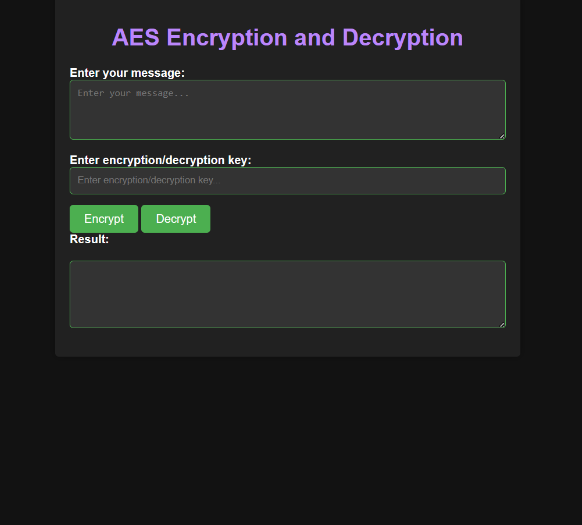 AES Encryption and Decryption
Enter your message:
Enter your message...
Enter encryption/decryption key:
Enter encryption/decryption key...
Encrypt Decrypt
Result: